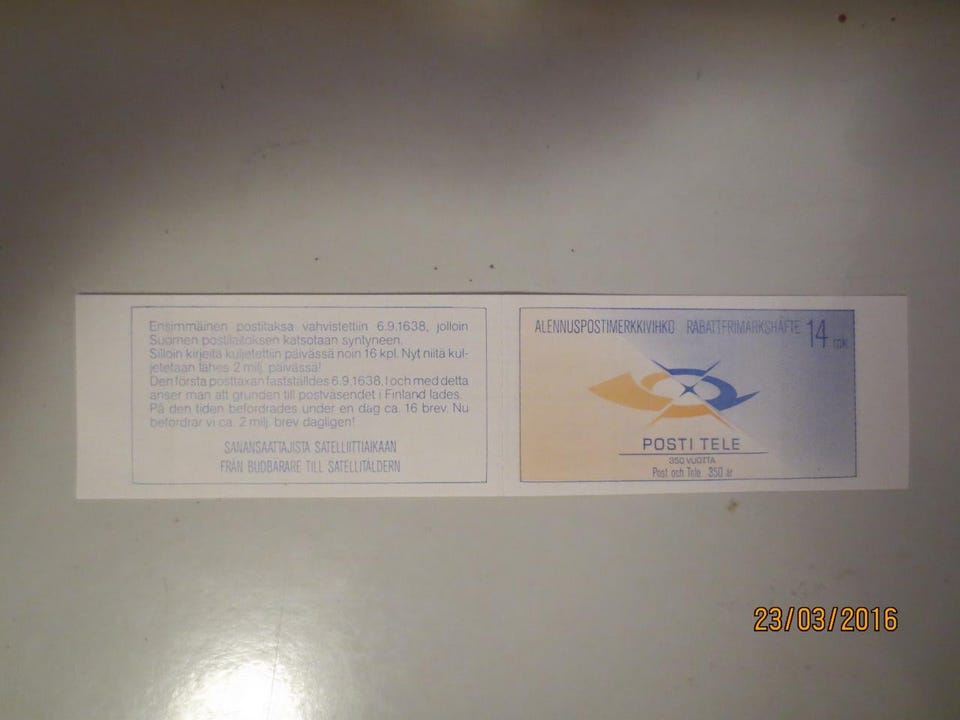 Ensimmäinen postitaksa vahvistettiin 6.9.1638, jolloin
Suomen postilaitoksen katsotaan syntyneen.
Silloin kirjeitä kuljetettiin päivässä noin 16 kpl. Nyt niitä kul-
jetetaan lähes 2 milj. päivässä!
Den första posttaxan fastställdes 6.9.1638. I och med detta
anser man att grunden till postväsendet i Finland lades.
På den tiden befordrades under en dag ca. 16 brev. Nu
befordrar vi ca. 2 milj. brev dagligen!
SANANSAATTAJISTA SATELLIITTIAIKAAN
FRÅN BUDBÄRARE TILL SATELLITÅLDERN
ALENNUSPOSTIMERKKIVIHKO RABATTFRIMÄRKSHÄFTE 14 mk
POSTI TELE
350 VUOTTA
Post och Tele 350 år
23/03/2016